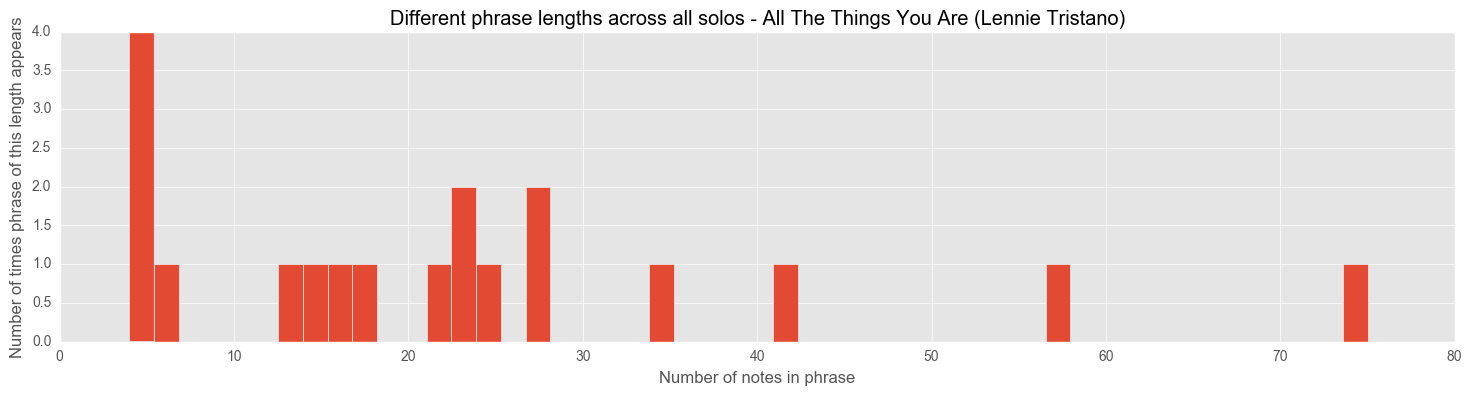 Different phrase lengths across all solos - All The Things You Are (Lennie Tristano)
Number of times phrase of this length appears
4.0
3.5
3.0
2.5
2.0
1.5
1.0
0.5
0.0
0 10 20 30 40 50 60 70 80
Number of notes in phrase